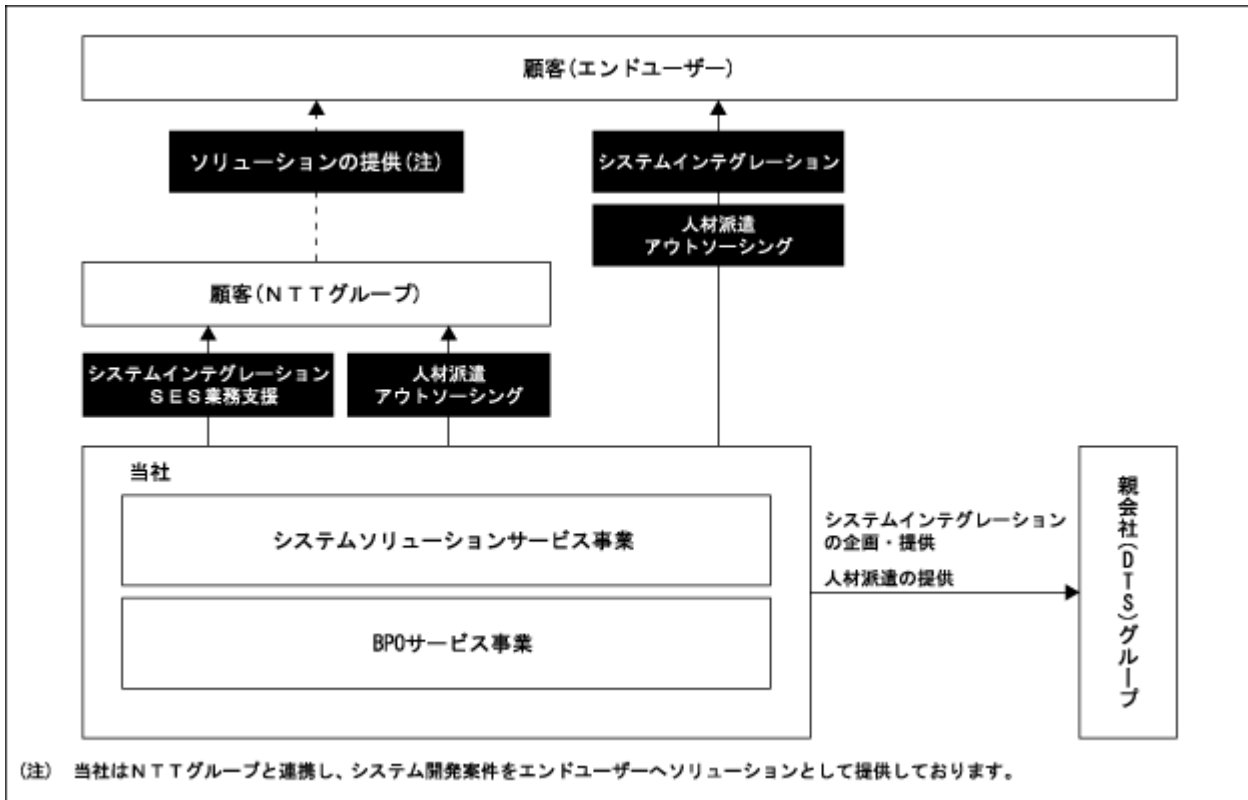 顧客(エンドユーザー)
ソリューションの提供(注)
システムインテグレーション
人材派遣
アウトソーシング
顧客(NTTグループ)
システムインテグレーション
SES業務支援
人材派遣
アウトソーシング
当社
システムソリューションサービス事業
BPOサービス事業
システムインテグレーション
の企画・提供
人材派遣の提供
親会社(DTS)グループ
(注) 当社はNTTグループと連携し、システム開発案件をエンドユーザーへソリューションとして提供しております。